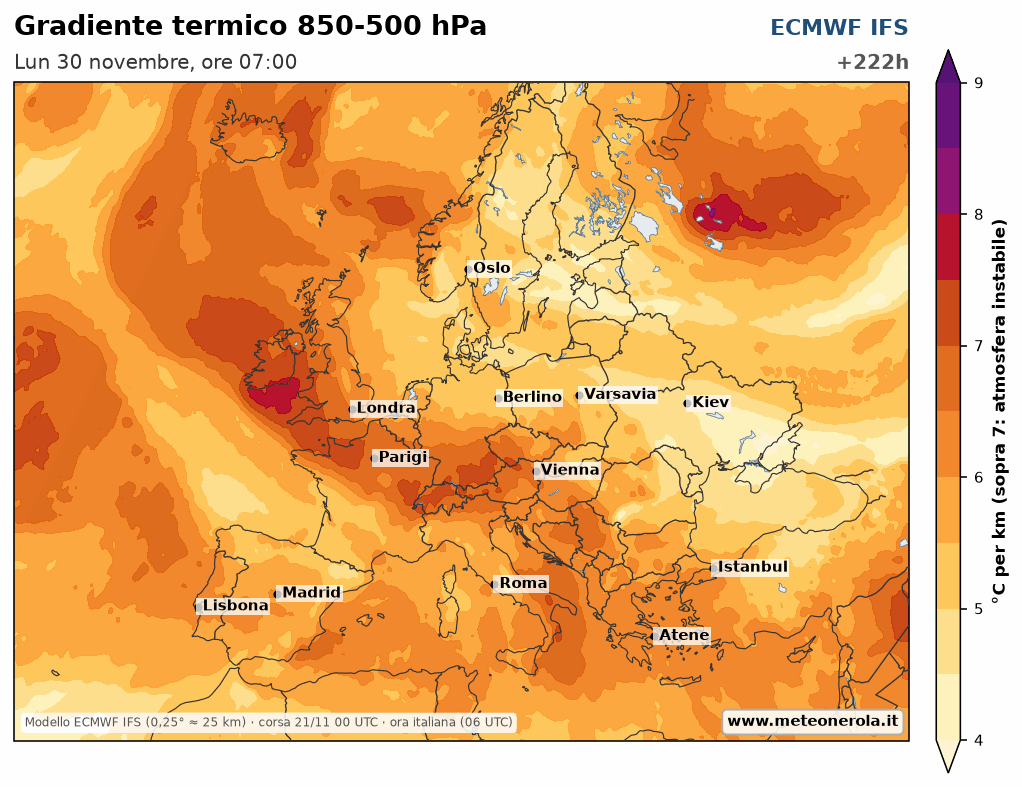 Gradiente termico 850-500 hPa
ECMWF IFS
Lun 30 novembre, ore 07:00
+222h
9
8
7
6
5
4
°C per km (sopra 7: atmosfera instabile)
Oslo
Berlino
Varsavia
Kiev
Londra
Parigi
Vienna
Istanbul
Roma
Madrid
Lisbona
Atene
Modello ECMWF IFS (0,25° ≈ 25 km) · corsa 21/11 00 UTC · ora italiana (06 UTC)
www.meteonerola.it